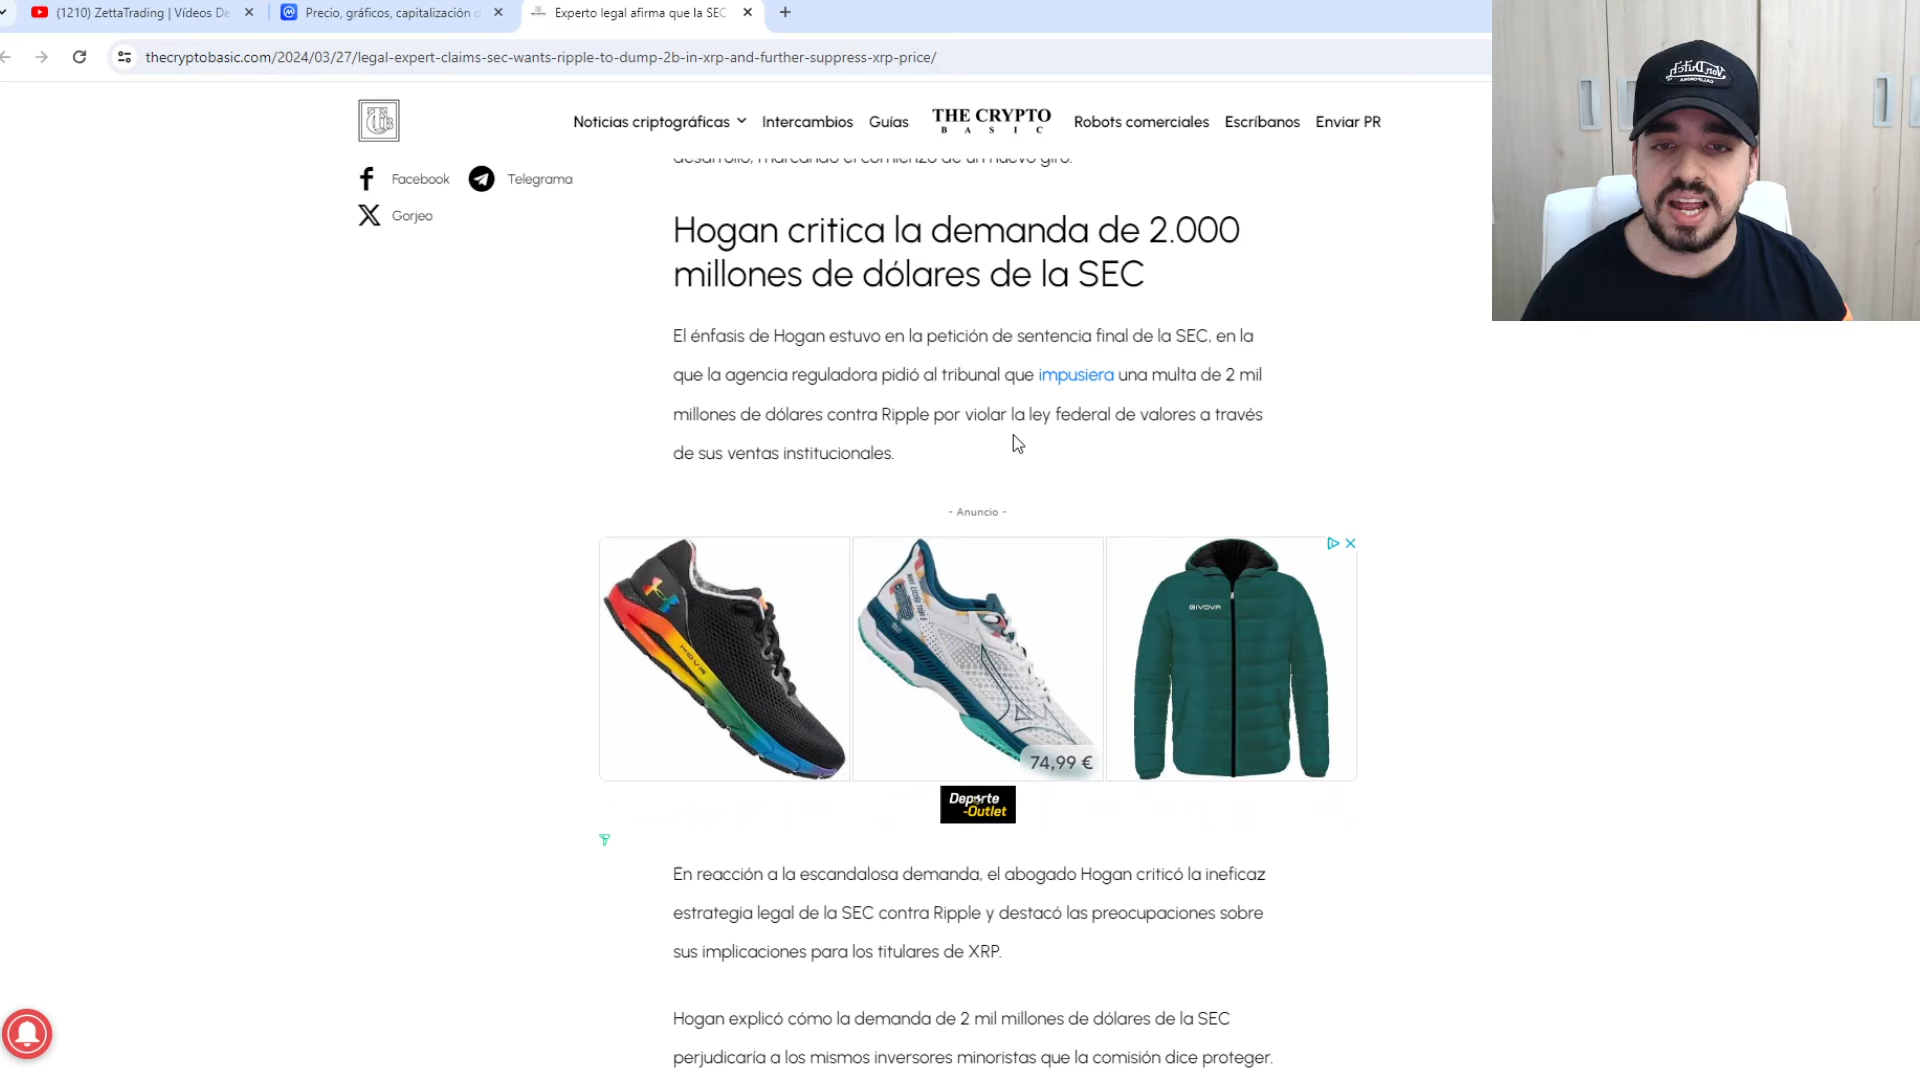 (1210) ZettaTrading | Vídeos De
Precio, gráficos, capitalización d
Experto legal afirma que la SEC
thecryptobasic.com/2024/03/27/legal-expert-claims-sec-wants-ripple-to-dump-2b-in-xrp-and-further-suppress-xrp-price/
Noticias criptográficas
Intercambios
Guías
THE CRYPTO
BASIC
Robots comerciales
Escríbanos
Enviar PR
Facebook
Telegrama
Gorjeo
desarrollo, marcando el comienzo de un nuevo giro.
Hogan critica la demanda de 2.000
millones de dólares de la SEC
El énfasis de Hogan estuvo en la petición de sentencia final de la SEC, en la
que la agencia reguladora pidió al tribunal que impusiera una multa de 2 mil
millones de dólares contra Ripple por violar la ley federal de valores a través
de sus ventas institucionales.
- Anuncio -
HOVR
GIVOVA
74,99 €
Deporte
-Outlet
En reacción a la escandalosa demanda, el abogado Hogan criticó la ineficaz
estrategia legal de la SEC contra Ripple y destacó las preocupaciones sobre
sus implicaciones para los titulares de XRP.
Hogan explicó cómo la demanda de 2 mil millones de dólares de la SEC
perjudicaría a los mismos inversores minoristas que la comisión dice proteger.
Von Dutch